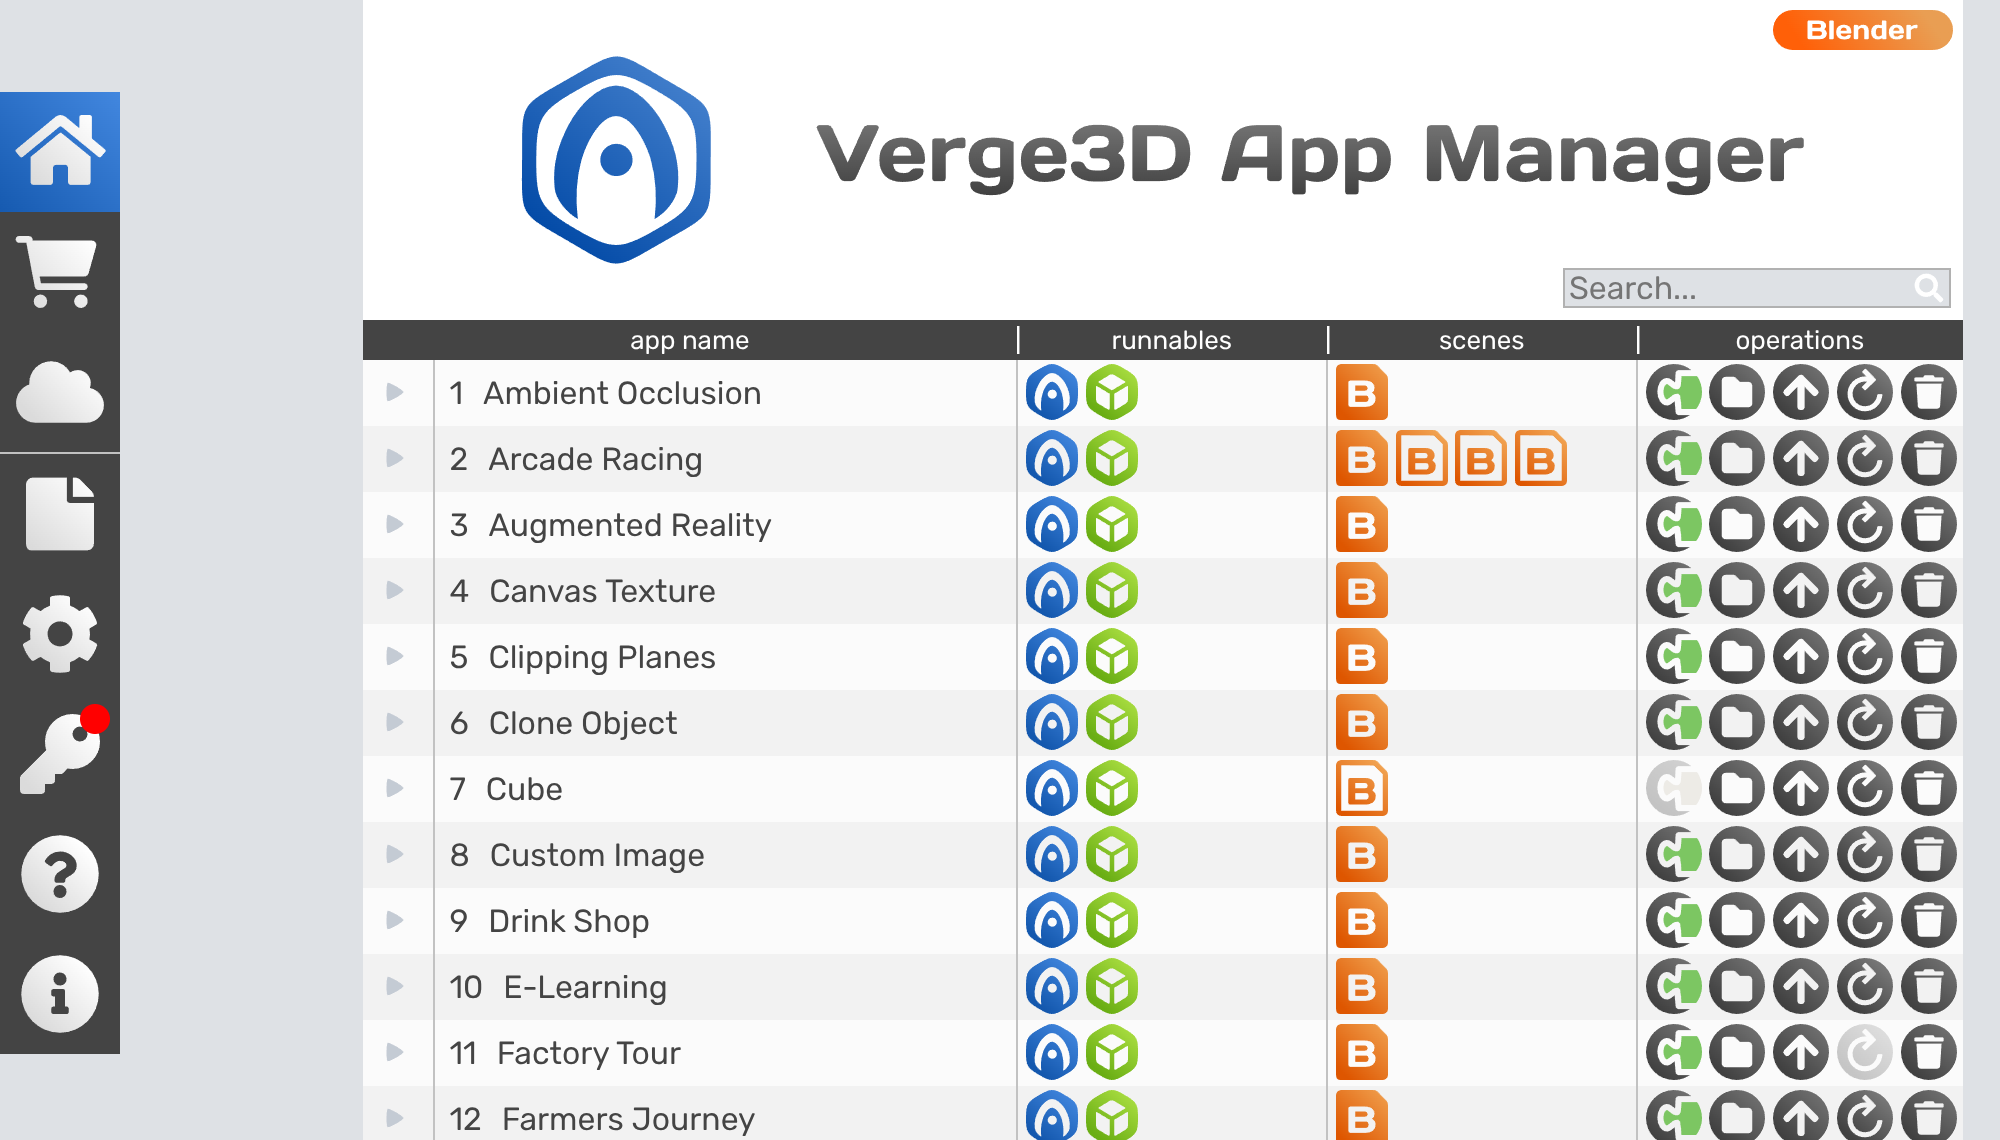 Blender
Verge3D App Manager
Search...
app name runnables scenes operations
1 Ambient Occlusion B
2 Arcade Racing B B B B
3 Augmented Reality B
4 Canvas Texture B
5 Clipping Planes B
6 Clone Object B
7 Cube B
8 Custom Image B
9 Drink Shop B
10 E-Learning B
11 Factory Tour B
12 Farmers Journey B